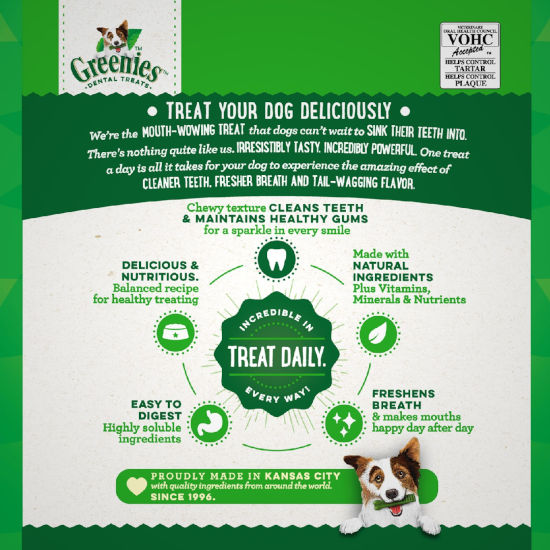 Greenies™
DENTAL TREATS
VETERINARY
ORAL HEALTH COUNCIL
VOHC
Accepted™
HELPS CONTROL
TARTAR
HELPS CONTROL
PLAQUE
• TREAT YOUR DOG DELICIOUSLY •
We're the MOUTH-WOWING TREAT that dogs can't wait to SINK THEIR TEETH INTO.
There's nothing quite like us. IRRESISTIBLY TASTY. INCREDIBLY POWERFUL. One treat
a day is all it takes for your dog to experience the amazing effect of
CLEANER TEETH, FRESHER BREATH AND TAIL-WAGGING FLAVOR.
Chewy texture CLEANS TEETH
& MAINTAINS HEALTHY GUMS
for a sparkle in every smile
DELICIOUS &
NUTRITIOUS.
Balanced recipe
for healthy treating
Made with
NATURAL
INGREDIENTS
Plus Vitamins,
Minerals & Nutrients
INCREDIBLE IN
TREAT DAILY.
EVERY WAY!
EASY TO
DIGEST
Highly soluble
ingredients
FRESHENS
BREATH
& makes mouths
happy day after day
PROUDLY MADE IN KANSAS CITY
with quality ingredients from around the world.
SINCE 1996.